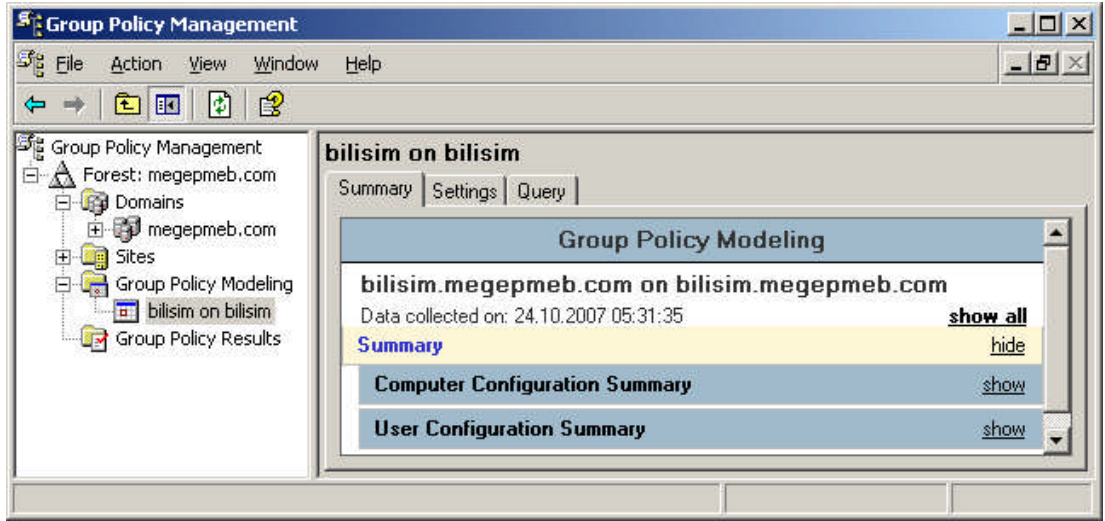 Group Policy Management
File Action View Window Help
Group Policy Management
Forest: megepmeb.com
Domains
megepmeb.com
Sites
Group Policy Modeling
bilisim on bilisim
Group Policy Results
bilisim on bilisim
Summary Settings Query
Group Policy Modeling
bilisim.megepmeb.com on bilisim.megepmeb.com
Data collected on: 24.10.2007 05:31:35 show all
Summary hide
Computer Configuration Summary show
User Configuration Summary show